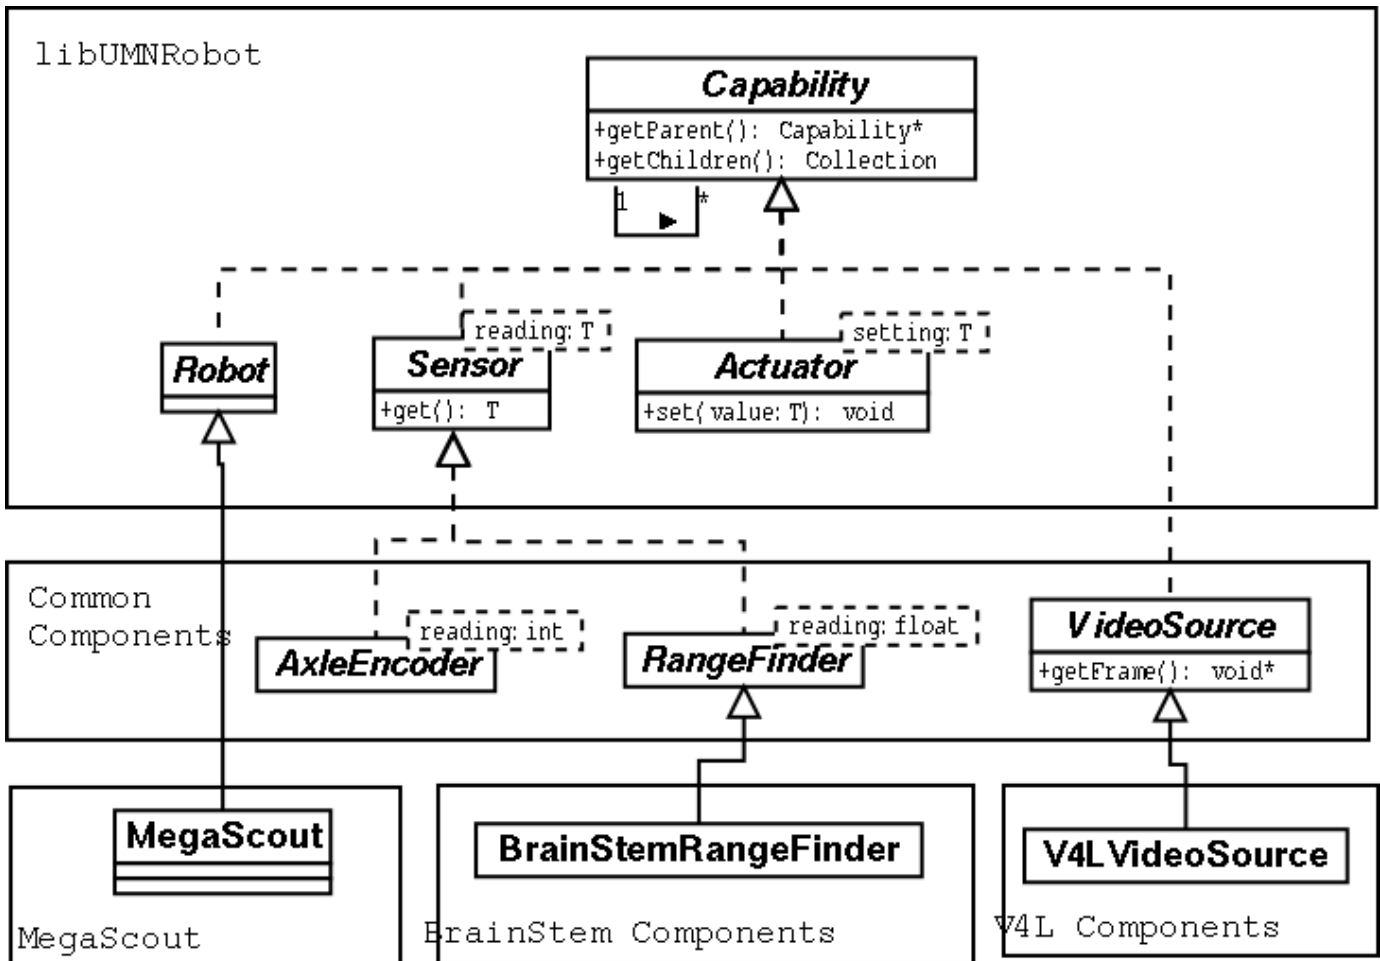 libUMNRobot
Capability
+getParent(): Capability*
+getChildren(): Collection
1 *
reading: T
setting: T
Robot
Sensor
Actuator
+get(): T
+set(value: T): void
Common
Components
reading: int
reading: float
VideoSource
AxleEncoder
RangeFinder
+getFrame(): void*
MegaScout
BrainStemRangeFinder
V4LVideoSource
MegaScout
BrainStem Components
V4L Components